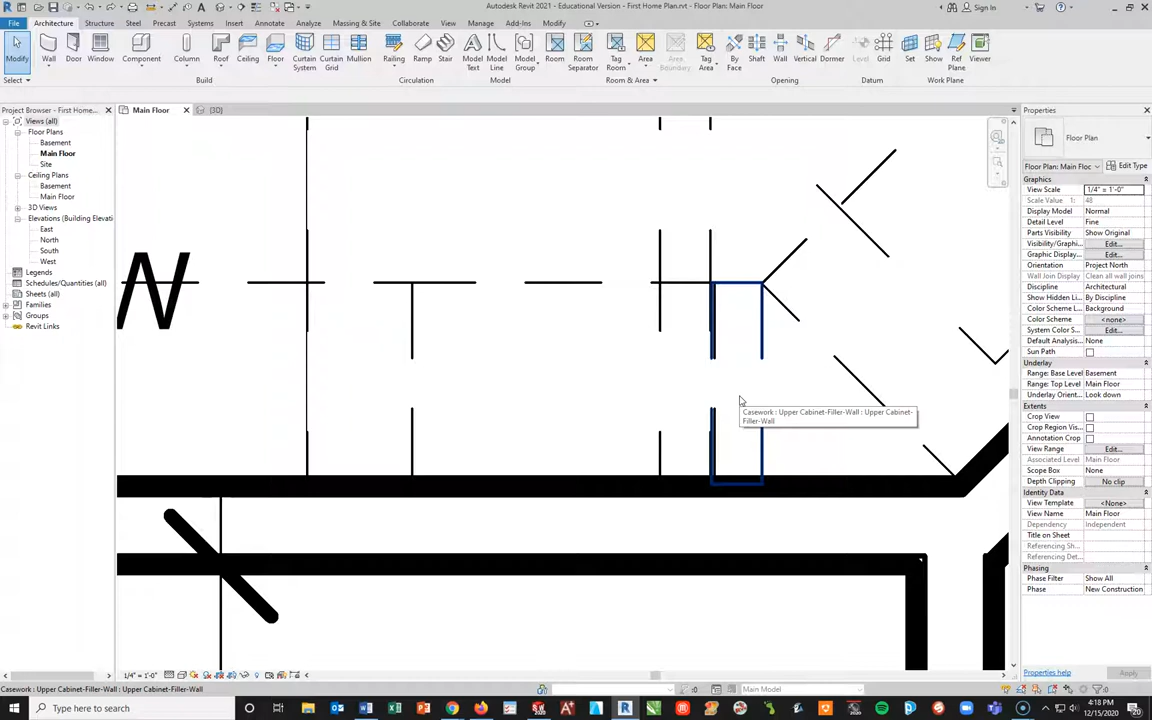 Autodesk Revit 2021 - Educational Version - First Home Plan.rvt - Floor Plan: Main Floor
Sign In
File Architecture Structure Steel Precast Systems Insert Annotate Analyze Massing & Site Collaborate View Manage Add-Ins Modify
Modify Wall Door Window Component Column Roof Ceiling Floor Curtain System Curtain Grid Mullion Railing Ramp Stair Model Text Model Line Model Group Room Room Separator Tag Room Area Area Boundary Tag Area By Face Shaft Wall Vertical Dormer Level Grid Set Show Ref Plane Viewer
Select Build Circulation Model Room & Area Opening Datum Work Plane
Project Browser - First Home...
Views (all)
Floor Plans
Basement
Main Floor
Site
Ceiling Plans
Basement
Main Floor
3D Views
Elevations (Building Elevati
East
North
South
West
Legends
Schedules/Quantities (all)
Sheets (all)
Families
Groups
Revit Links
Main Floor
{3D}
N
Casework : Upper Cabinet-Filler-Wall : Upper Cabinet-
Filler-Wall
Properties
Floor Plan
Floor Plan: Main Floc Edit Type
Graphics
View Scale 1/4" = 1'-0"
Scale Value 1: 48
Display Model Normal
Detail Level Fine
Parts Visibility Show Original
Visibility/Graphi... Edit...
Graphic Display... Edit...
Orientation Project North
Wall Join Display Clean all wall joins
Discipline Architectural
Show Hidden Li... By Discipline
Color Scheme L... Background
Color Scheme <none>
System Color S... Edit...
Default Analysis... None
Sun Path
Underlay
Range: Base Level Basement
Range: Top Level Main Floor
Underlay Orient... Look down
Extents
Crop View
Crop Region Vis...
Annotation Crop
View Range Edit...
Associated Level Main Floor
Scope Box None
Depth Clipping No clip
Identity Data
View Template <None>
View Name Main Floor
Dependency Independent
Title on Sheet
Referencing Sh...
Referencing Det...
Phasing
Phase Filter Show All
Phase New Construction
Properties help Apply
1/4" = 1'-0"
Casework : Upper Cabinet-Filler-Wall : Upper Cabinet-Filler-Wall
:0
Main Model
:0
Type here to search
4:18 PM
12/15/2020